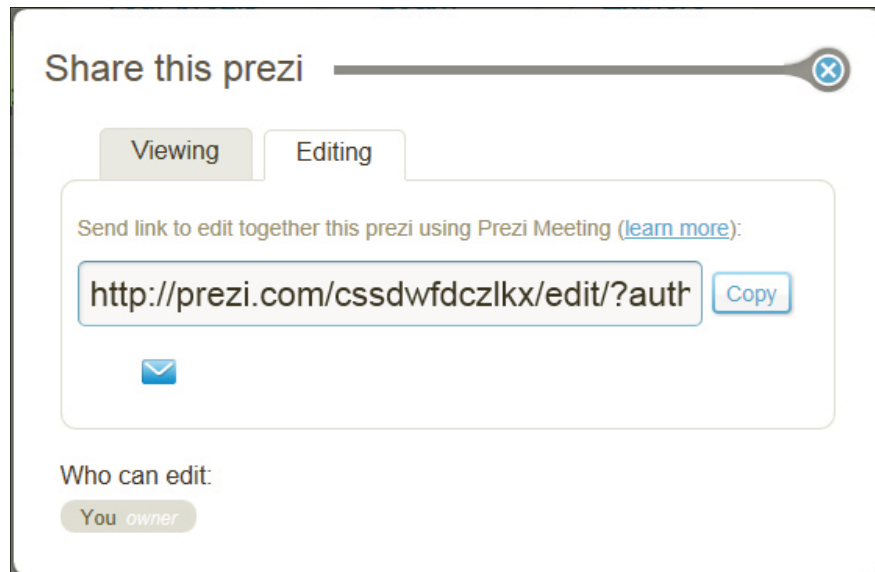 Share this prezi
Viewing
Editing
Send link to edit together this prezi using Prezi Meeting (learn more):
http://prezi.com/cssdwfdczlkx/edit/?auth
Copy
Who can edit:
You owner